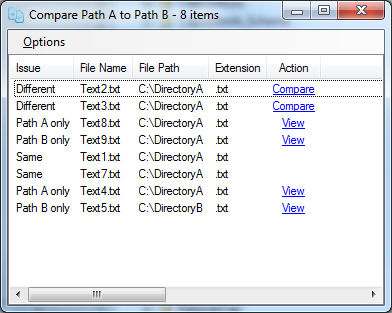 Compare Path A to Path B - 8 items
Options
Issue File Name File Path Extension Action
Different Text2.txt C:\DirectoryA .txt Compare
Different Text3.txt C:\DirectoryA .txt Compare
Path A only Text8.txt C:\DirectoryA .txt View
Path B only Text9.txt C:\DirectoryA .txt View
Same Text1.txt C:\DirectoryA .txt
Same Text7.txt C:\DirectoryA .txt
Path A only Text4.txt C:\DirectoryA .txt View
Path B only Text5.txt C:\DirectoryB .txt View